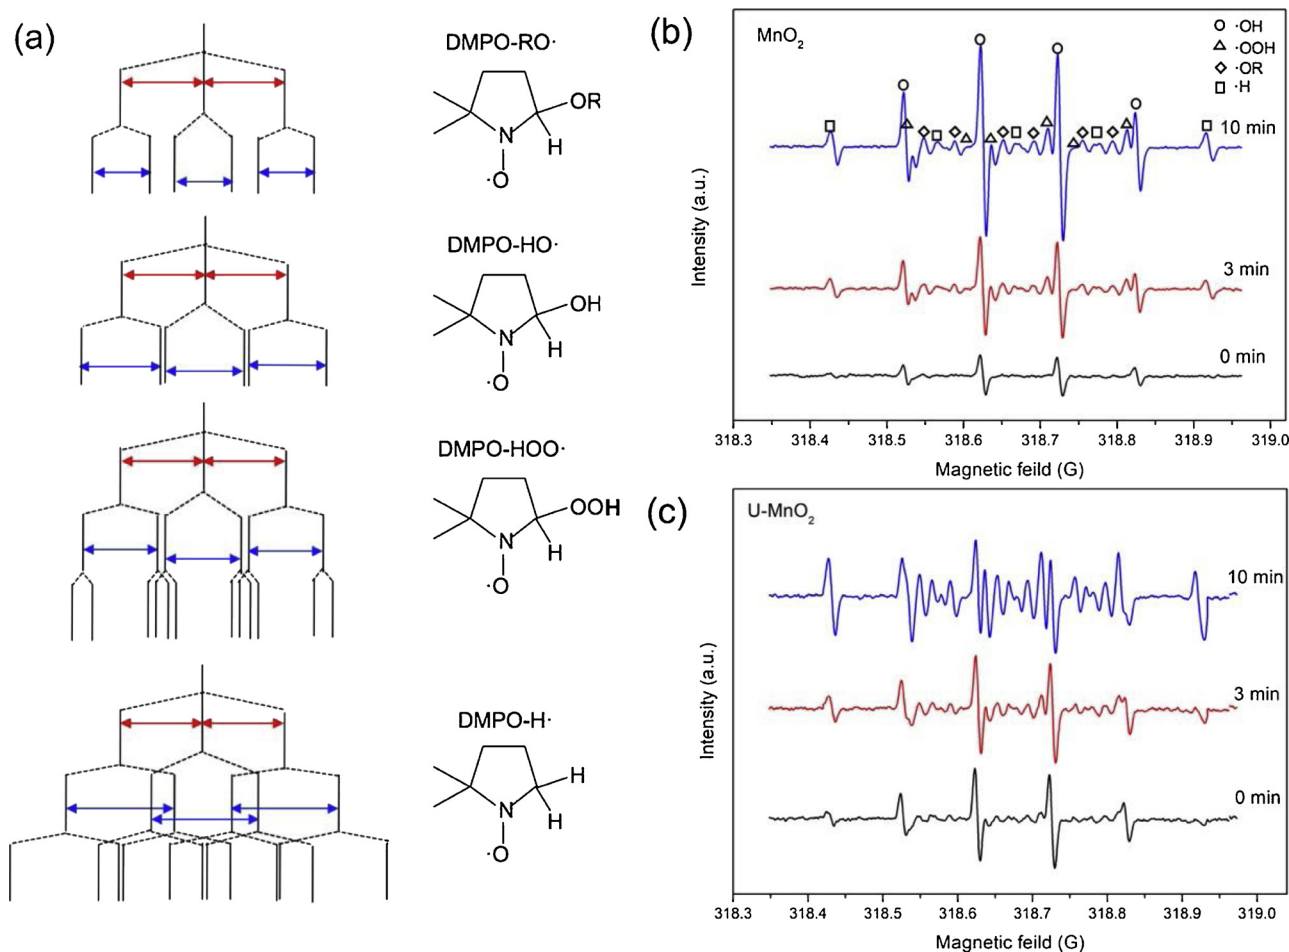 (a)
DMPO-RO·
OR
N
H
·O
DMPO-HO·
OH
N
H
·O
DMPO-HOO·
OOH
N
H
·O
DMPO-H·
H
N
H
·O
(b)
MnO₂
·OH
·OOH
·OR
·H
10 min
3 min
0 min
Intensity (a.u.)
318.3 318.4 318.5 318.6 318.7 318.8 318.9 319.0
Magnetic feild (G)
(c)
U-MnO₂
10 min
3 min
0 min
Intensity (a.u.)
318.3 318.4 318.5 318.6 318.7 318.8 318.9 319.0
Magnetic feild (G)